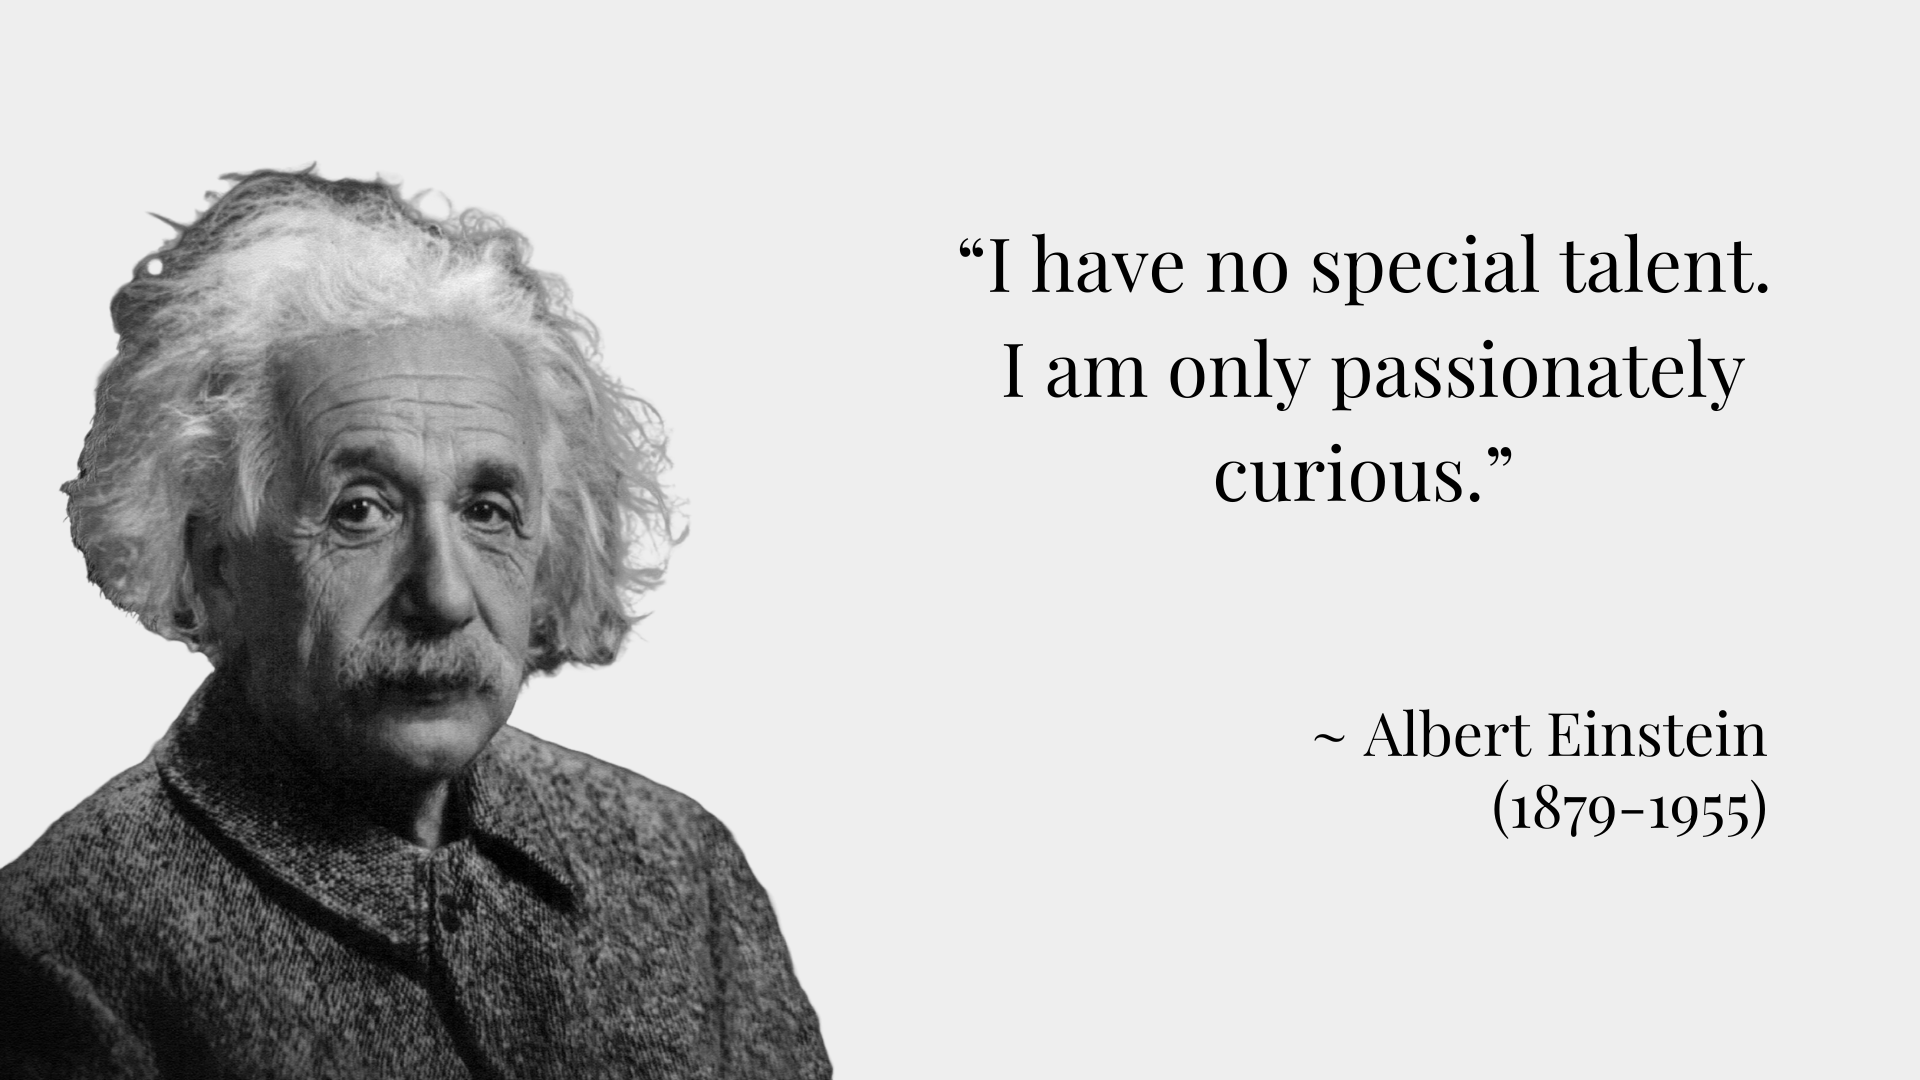 “I have no special talent.
I am only passionately
curious.”
~ Albert Einstein
(1879-1955)